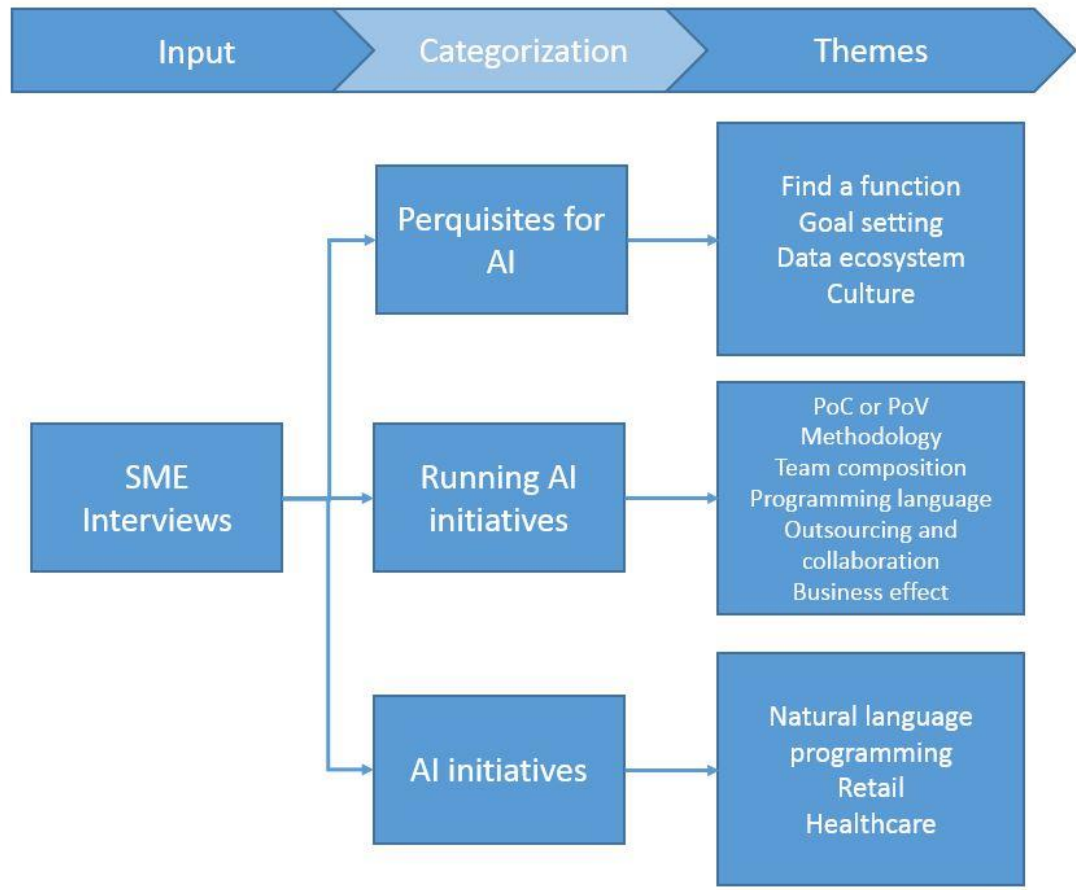 Input
Categorization
Themes
Perquisites for
AI
Find a function
Goal setting
Data ecosystem
Culture
SME
Interviews
Running AI
initiatives
PoC or PoV
Methodology
Team composition
Programming language
Outsourcing and
collaboration
Business effect
AI initiatives
Natural language
programming
Retail
Healthcare